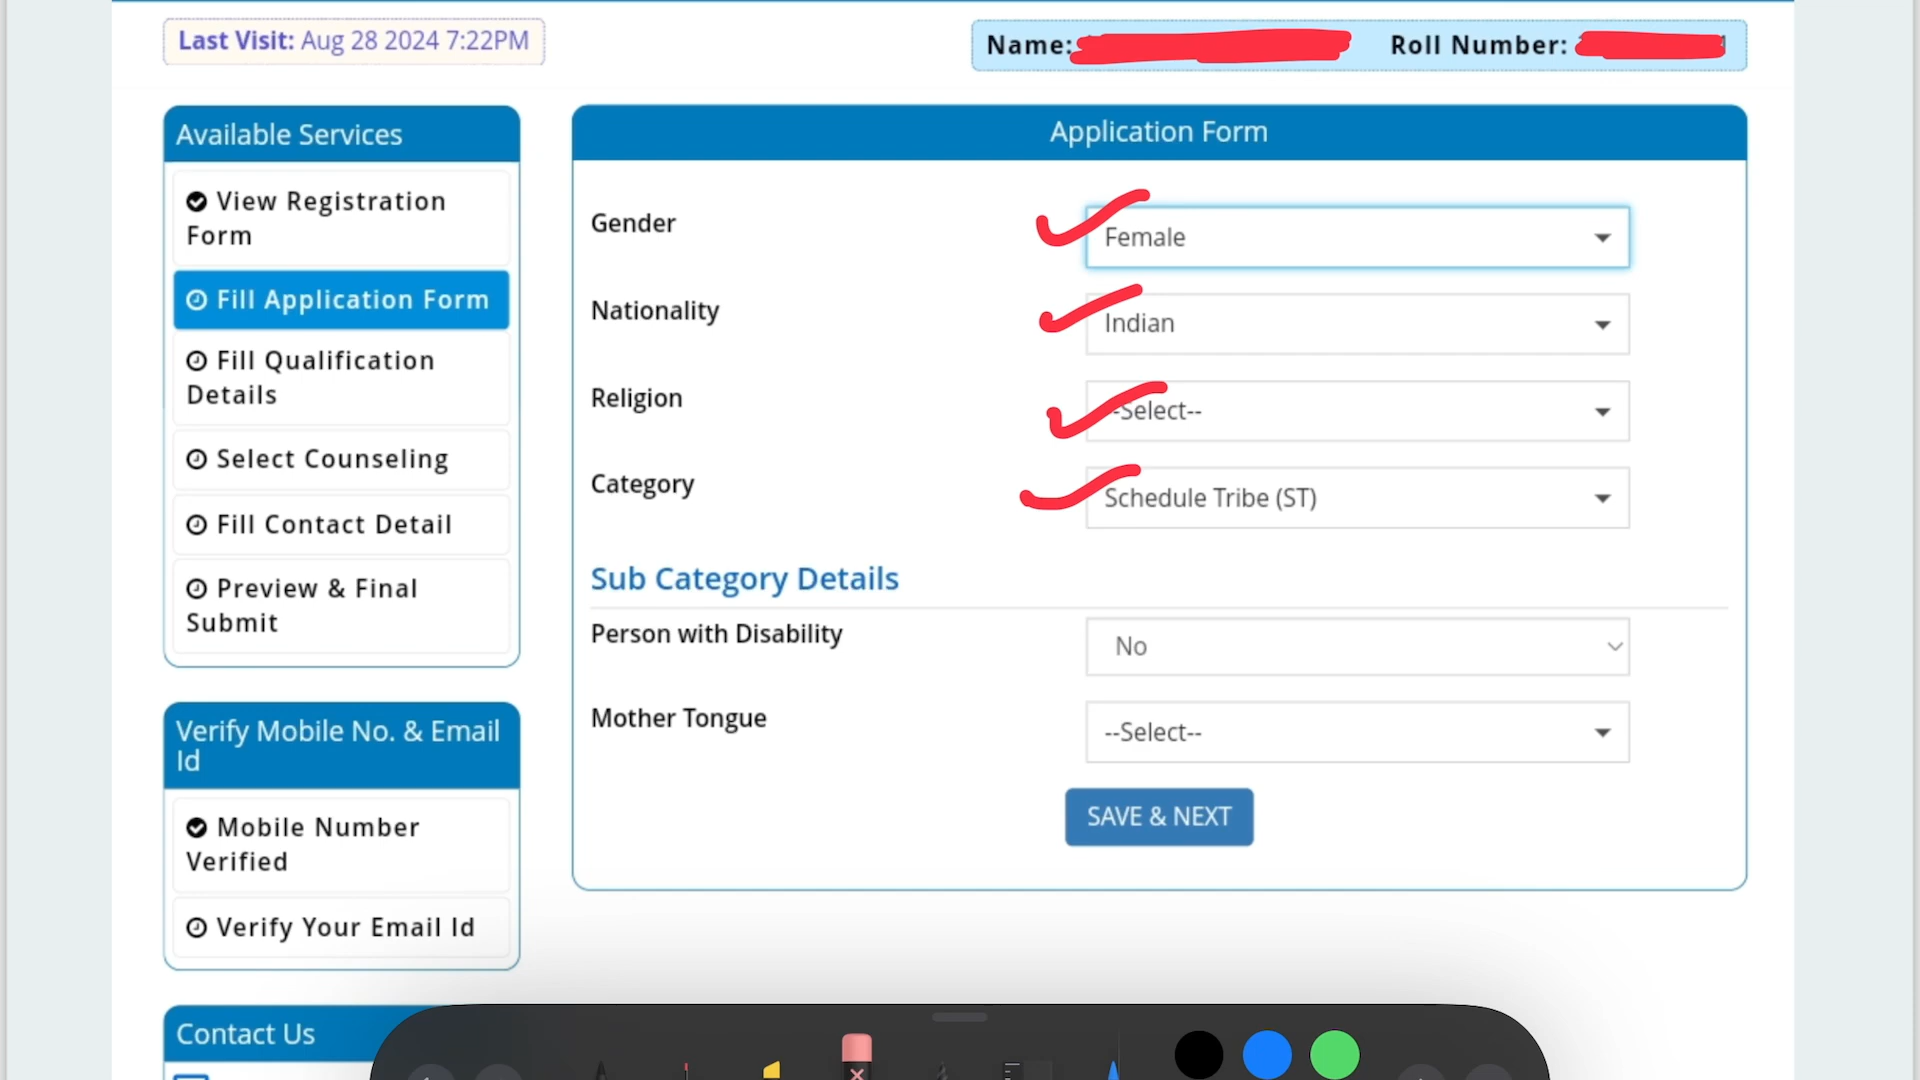 Last Visit: Aug 28 2024 7:22PM
Name:
Roll Number:
Available Services
View Registration
Form
Fill Application Form
Fill Qualification
Details
Select Counseling
Fill Contact Detail
Preview & Final
Submit
Verify Mobile No. & Email
Id
Mobile Number
Verified
Verify Your Email Id
Contact Us
Application Form
Gender
Female
Nationality
Indian
Religion
--Select--
Category
Schedule Tribe (ST)
Sub Category Details
Person with Disability
No
Mother Tongue
--Select--
SAVE & NEXT